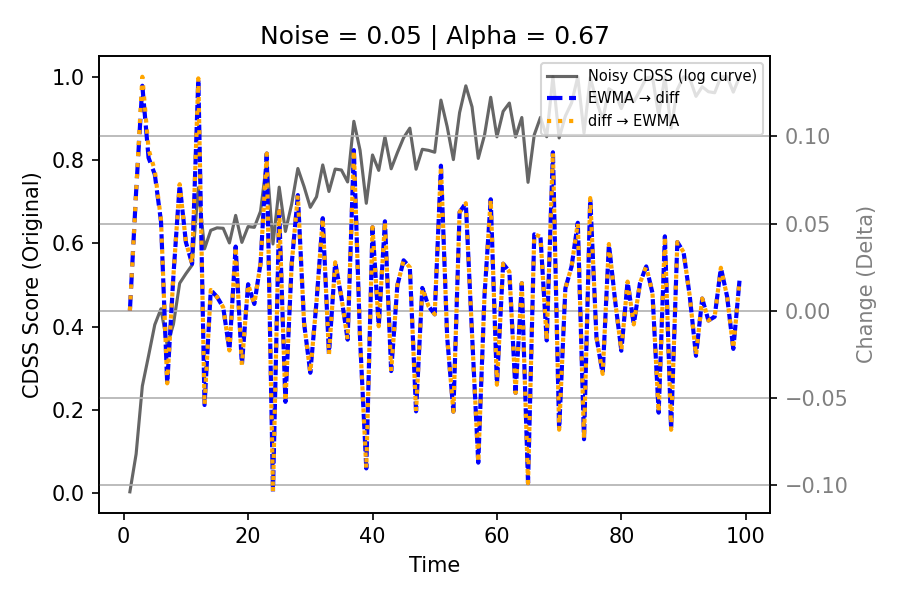 Noise = 0.05 | Alpha = 0.67
Noisy CDSS (log curve)
EWMA → diff
diff → EWMA
CDSS Score (Original)
1.0
0.8
0.6
0.4
0.2
0.0
0.10
0.05
0.00
−0.05
−0.10
Change (Delta)
0
20
40
60
80
100
Time